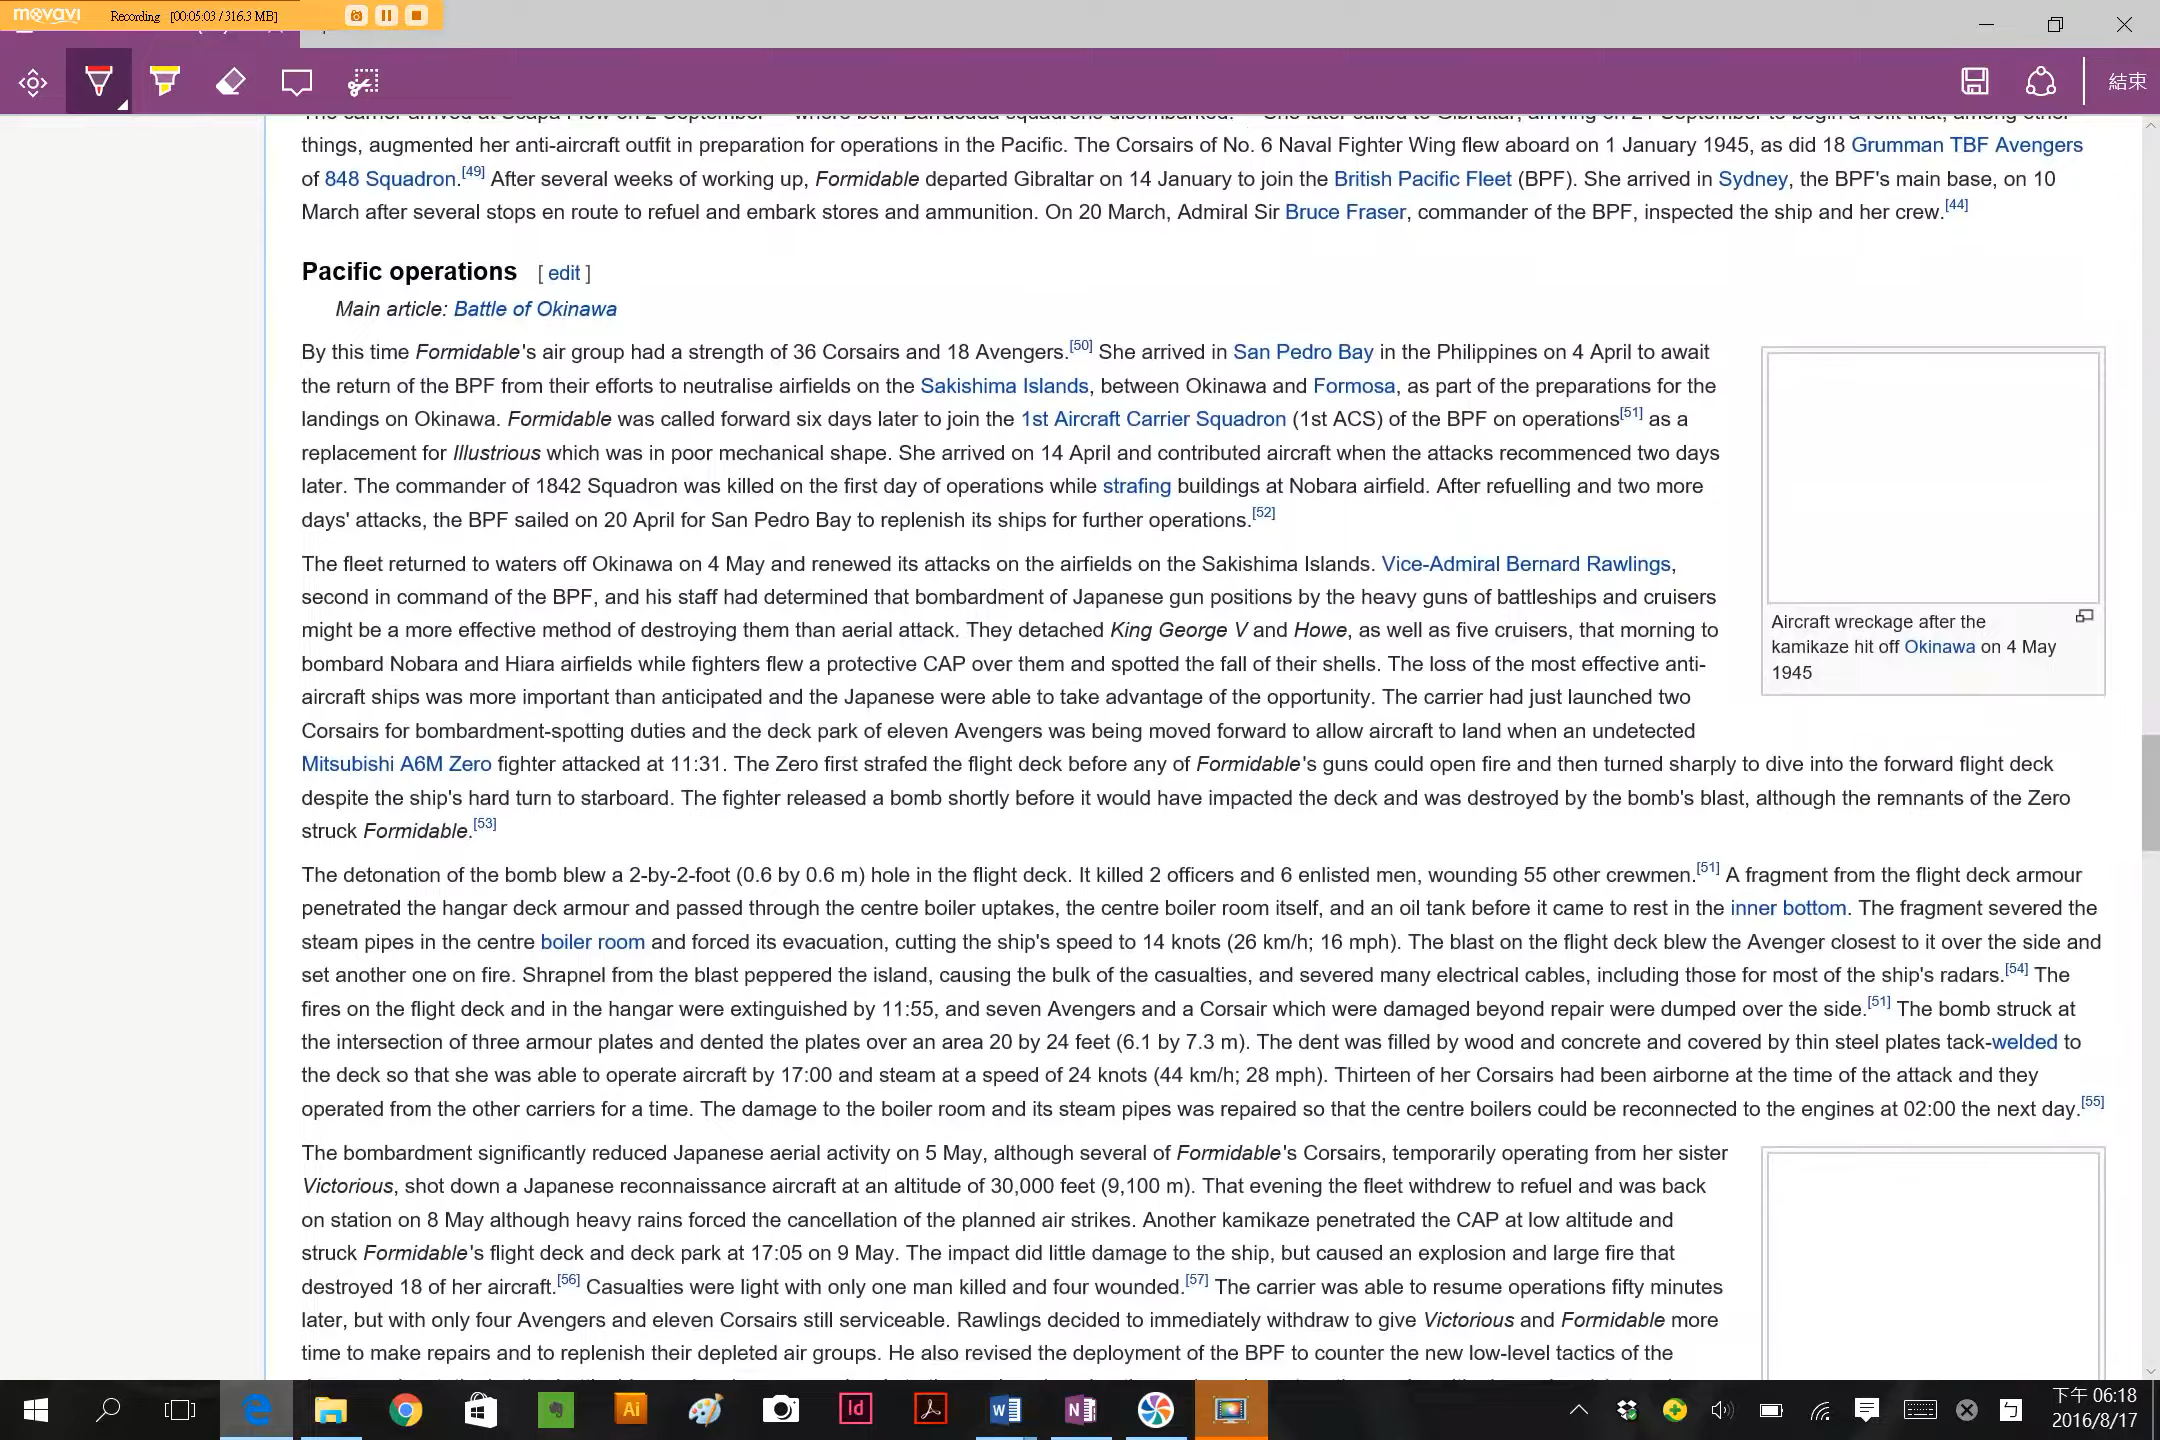 movavi
Recording [00:05:03 / 316.3 MB]
結束
things, augmented her anti-aircraft outfit in preparation for operations in the Pacific. The Corsairs of No. 6 Naval Fighter Wing flew aboard on 1 January 1945, as did 18 Grumman TBF Avengers
of 848 Squadron.[49] After several weeks of working up, Formidable departed Gibraltar on 14 January to join the British Pacific Fleet (BPF). She arrived in Sydney, the BPF's main base, on 10
March after several stops en route to refuel and embark stores and ammunition. On 20 March, Admiral Sir Bruce Fraser, commander of the BPF, inspected the ship and her crew.[44]
Pacific operations [ edit ]
Main article: Battle of Okinawa
By this time Formidable's air group had a strength of 36 Corsairs and 18 Avengers.[50] She arrived in San Pedro Bay in the Philippines on 4 April to await
the return of the BPF from their efforts to neutralise airfields on the Sakishima Islands, between Okinawa and Formosa, as part of the preparations for the
landings on Okinawa. Formidable was called forward six days later to join the 1st Aircraft Carrier Squadron (1st ACS) of the BPF on operations[51] as a
replacement for Illustrious which was in poor mechanical shape. She arrived on 14 April and contributed aircraft when the attacks recommenced two days
later. The commander of 1842 Squadron was killed on the first day of operations while strafing buildings at Nobara airfield. After refuelling and two more
days' attacks, the BPF sailed on 20 April for San Pedro Bay to replenish its ships for further operations.[52]
Aircraft wreckage after the
kamikaze hit off Okinawa on 4 May
1945
The fleet returned to waters off Okinawa on 4 May and renewed its attacks on the airfields on the Sakishima Islands. Vice-Admiral Bernard Rawlings,
second in command of the BPF, and his staff had determined that bombardment of Japanese gun positions by the heavy guns of battleships and cruisers
might be a more effective method of destroying them than aerial attack. They detached King George V and Howe, as well as five cruisers, that morning to
bombard Nobara and Hiara airfields while fighters flew a protective CAP over them and spotted the fall of their shells. The loss of the most effective anti-
aircraft ships was more important than anticipated and the Japanese were able to take advantage of the opportunity. The carrier had just launched two
Corsairs for bombardment-spotting duties and the deck park of eleven Avengers was being moved forward to allow aircraft to land when an undetected
Mitsubishi A6M Zero fighter attacked at 11:31. The Zero first strafed the flight deck before any of Formidable's guns could open fire and then turned sharply to dive into the forward flight deck
despite the ship's hard turn to starboard. The fighter released a bomb shortly before it would have impacted the deck and was destroyed by the bomb's blast, although the remnants of the Zero
struck Formidable.[53]
The detonation of the bomb blew a 2-by-2-foot (0.6 by 0.6 m) hole in the flight deck. It killed 2 officers and 6 enlisted men, wounding 55 other crewmen.[51] A fragment from the flight deck armour
penetrated the hangar deck armour and passed through the centre boiler uptakes, the centre boiler room itself, and an oil tank before it came to rest in the inner bottom. The fragment severed the
steam pipes in the centre boiler room and forced its evacuation, cutting the ship's speed to 14 knots (26 km/h; 16 mph). The blast on the flight deck blew the Avenger closest to it over the side and
set another one on fire. Shrapnel from the blast peppered the island, causing the bulk of the casualties, and severed many electrical cables, including those for most of the ship's radars.[54] The
fires on the flight deck and in the hangar were extinguished by 11:55, and seven Avengers and a Corsair which were damaged beyond repair were dumped over the side.[51] The bomb struck at
the intersection of three armour plates and dented the plates over an area 20 by 24 feet (6.1 by 7.3 m). The dent was filled by wood and concrete and covered by thin steel plates tack-welded to
the deck so that she was able to operate aircraft by 17:00 and steam at a speed of 24 knots (44 km/h; 28 mph). Thirteen of her Corsairs had been airborne at the time of the attack and they
operated from the other carriers for a time. The damage to the boiler room and its steam pipes was repaired so that the centre boilers could be reconnected to the engines at 02:00 the next day.[55]
The bombardment significantly reduced Japanese aerial activity on 5 May, although several of Formidable's Corsairs, temporarily operating from her sister
Victorious, shot down a Japanese reconnaissance aircraft at an altitude of 30,000 feet (9,100 m). That evening the fleet withdrew to refuel and was back
on station on 8 May although heavy rains forced the cancellation of the planned air strikes. Another kamikaze penetrated the CAP at low altitude and
struck Formidable's flight deck and deck park at 17:05 on 9 May. The impact did little damage to the ship, but caused an explosion and large fire that
destroyed 18 of her aircraft.[56] Casualties were light with only one man killed and four wounded.[57] The carrier was able to resume operations fifty minutes
later, but with only four Avengers and eleven Corsairs still serviceable. Rawlings decided to immediately withdraw to give Victorious and Formidable more
time to make repairs and to replenish their depleted air groups. He also revised the deployment of the BPF to counter the new low-level tactics of the
Ai
Id
下午 06:18
2016/8/17